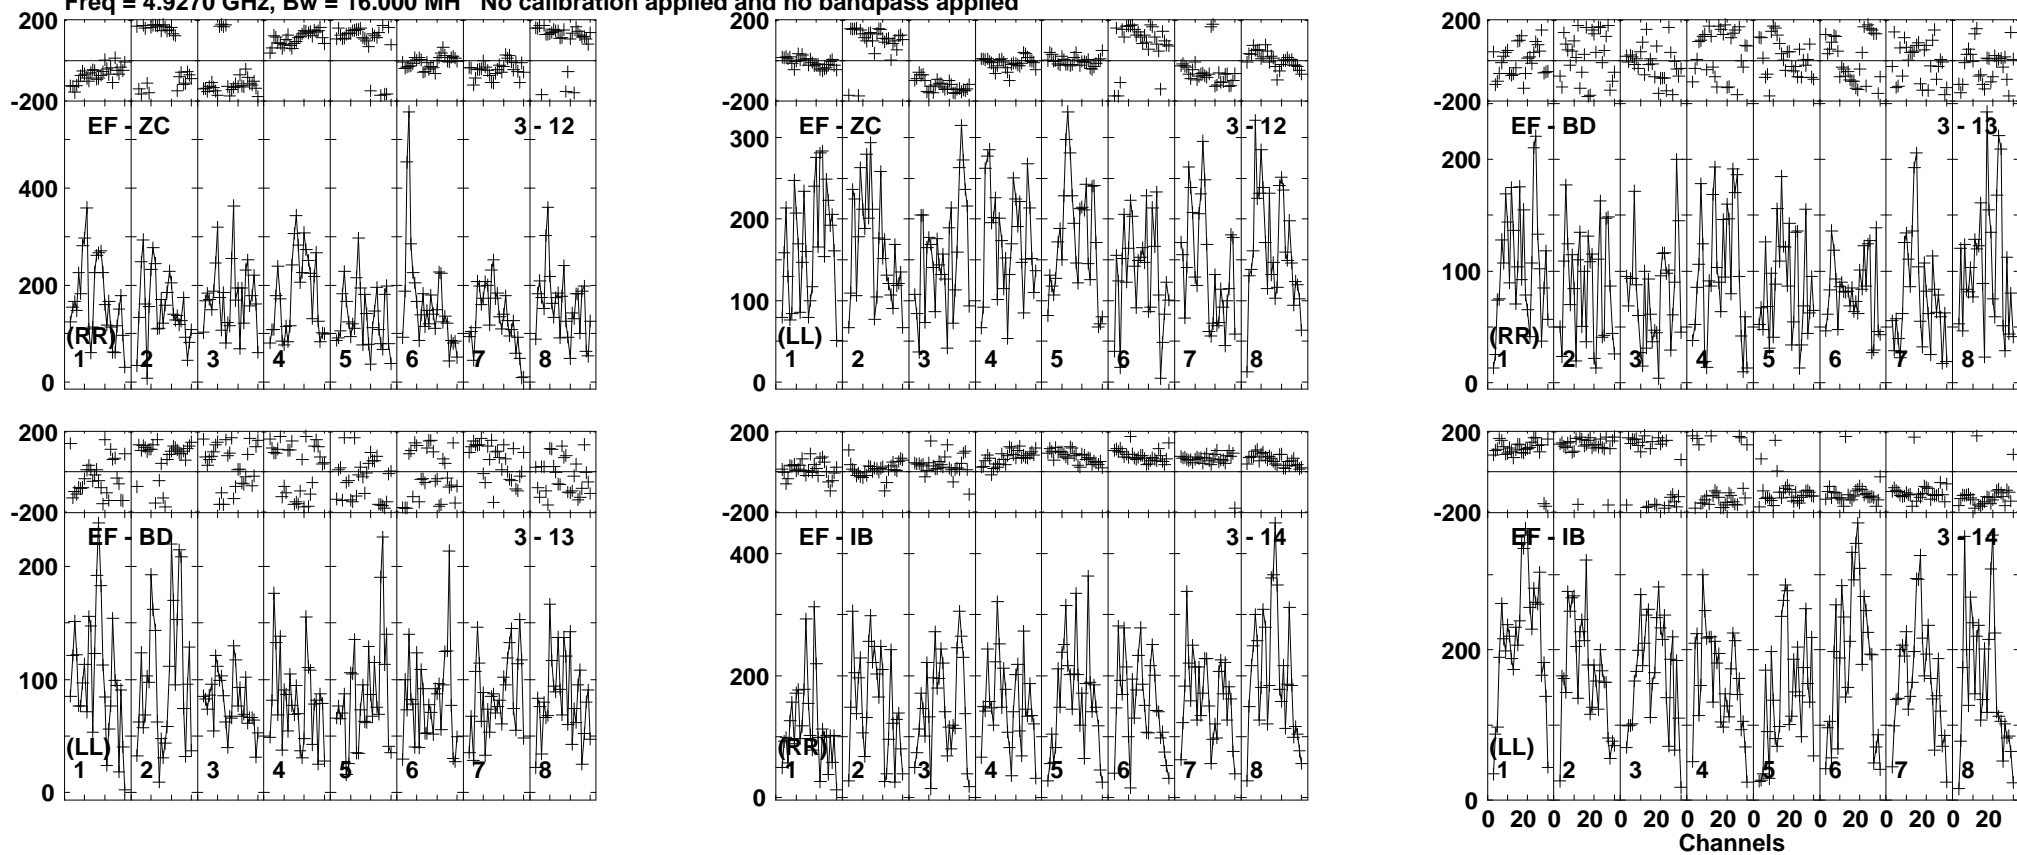 Freq = 4.9270 GHz, Bw = 16.000 MH No calibration applied and no bandpass applied
200
-200
EF - ZC 3 - 12
400
200
0
(RR)
1 2 3 4 5 6 7 8
200
-200
EF - ZC 3 - 12
300
200
100
0
(LL)
1 2 3 4 5 6 7 8
200
-200
EF - BD 3 - 13
200
100
0
(RR)
1 2 3 4 5 6 7 8
200
-200
EF - BD 3 - 13
200
100
0
(LL)
1 2 3 4 5 6 7 8
200
-200
EF - IB 3 - 14
400
200
0
(RR)
1 2 3 4 5 6 7 8
200
-200
EF - IB 3 - 14
200
0
(LL)
1 2 3 4 5 6 7 8
0 20 0 20 0 20 0 20 0 20 0 20 0 20 0 20
Channels